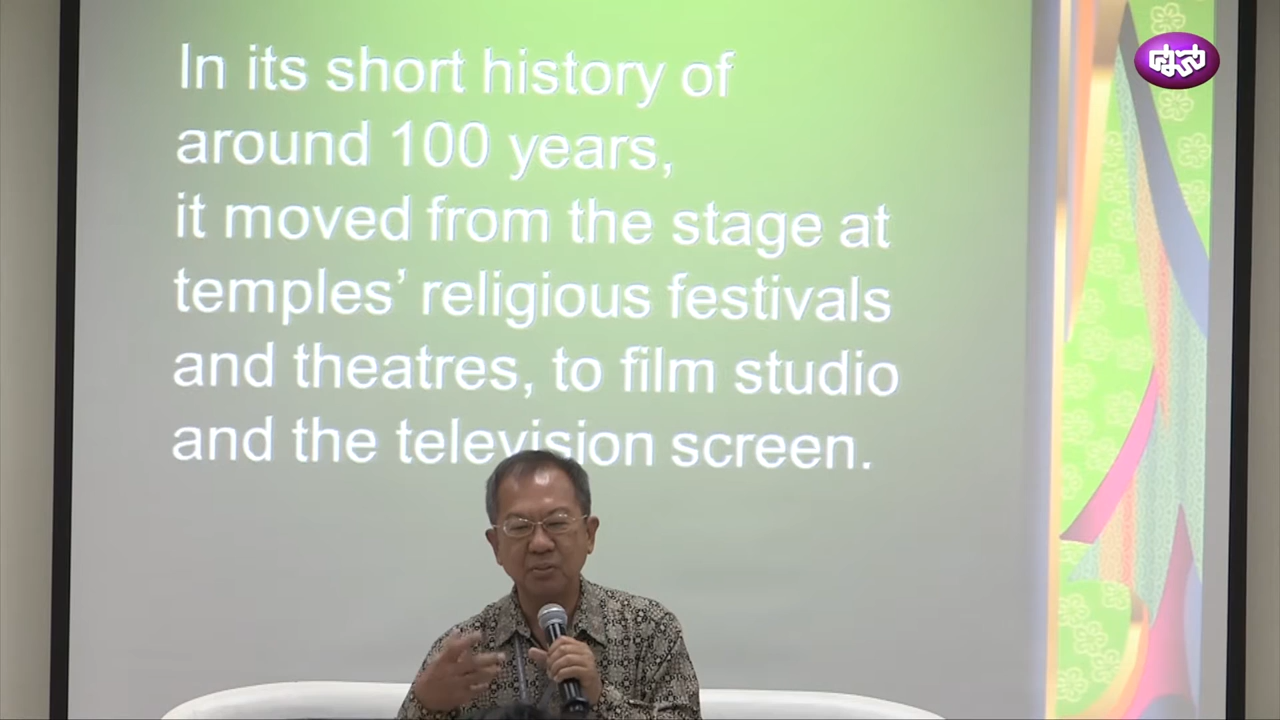 In its short history of
around 100 years,
it moved from the stage at
temples’ religious festivals
and theatres, to film studio
and the television screen.